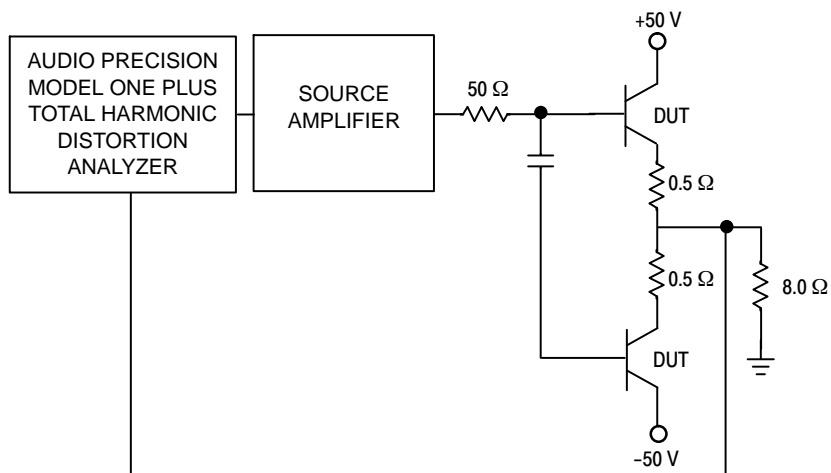 AUDIO PRECISION
MODEL ONE PLUS
TOTAL HARMONIC
DISTORTION
ANALYZER
SOURCE
AMPLIFIER
50 Ω
+50 V
DUT
0.5 Ω
0.5 Ω
8.0 Ω
DUT
-50 V